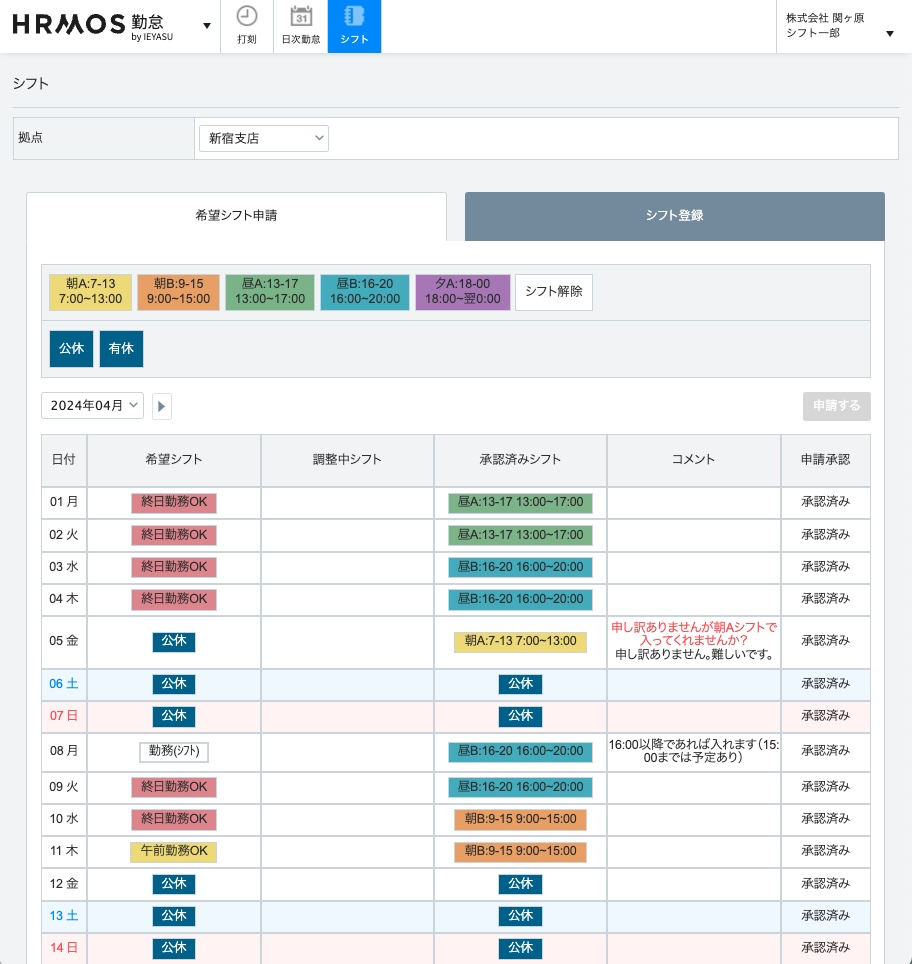 HRMOS 勤怠
by IEYASU
打刻
31
日次勤怠
シフト
株式会社 関ヶ原
シフト一郎
シフト
拠点
新宿支店
希望シフト申請
シフト登録
朝A:7-13
7:00~13:00
朝B:9-15
9:00~15:00
昼A:13-17
13:00~17:00
昼B:16-20
16:00~20:00
夕A:18-00
18:00~翌0:00
シフト解除
公休
有休
2024年04月
申請する
日付 希望シフト 調整中シフト 承認済みシフト コメント 申請承認
01 月 終日勤務OK 昼A:13-17 13:00~17:00 承認済み
02 火 終日勤務OK 昼A:13-17 13:00~17:00 承認済み
03 水 終日勤務OK 昼B:16-20 16:00~20:00 承認済み
04 木 終日勤務OK 昼B:16-20 16:00~20:00 承認済み
05 金 公休 朝A:7-13 7:00~13:00
申し訳ありませんが朝Aシフトで
入ってくれませんか？
申し訳ありません。難しいです。
承認済み
06 土 公休 公休 承認済み
07 日 公休 公休 承認済み
08 月 勤務(ｼﾌﾄ) 昼B:16-20 16:00~20:00
16:00以降であれば入れます（15:
00までは予定あり）
承認済み
09 火 終日勤務OK 昼B:16-20 16:00~20:00 承認済み
10 水 終日勤務OK 朝B:9-15 9:00~15:00 承認済み
11 木 午前勤務OK 朝B:9-15 9:00~15:00 承認済み
12 金 公休 公休 承認済み
13 土 公休 公休 承認済み
14 日 公休 公休 承認済み